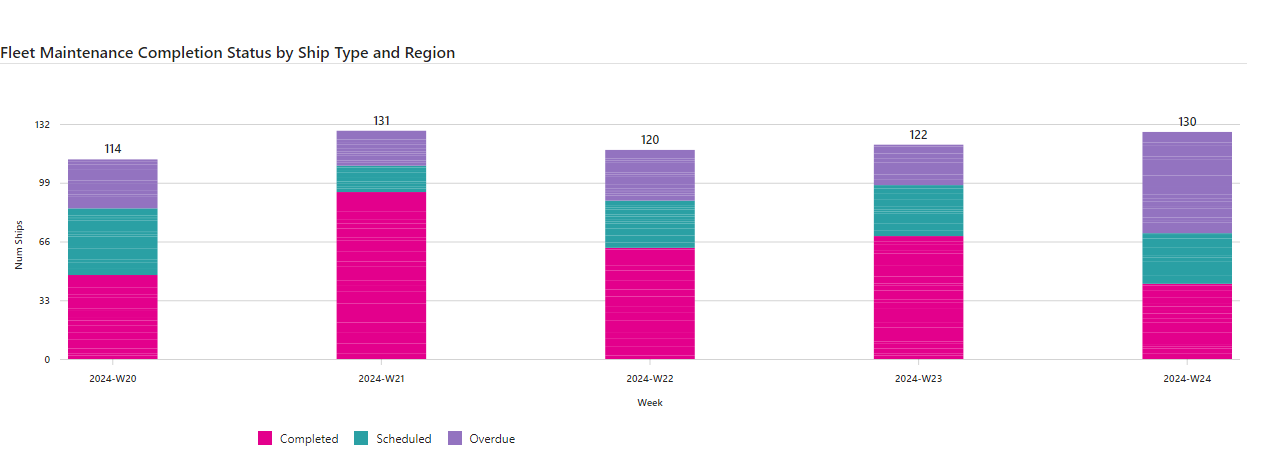 Fleet Maintenance Completion Status by Ship Type and Region
132
99
66
33
0
Num Ships
114
131
120
122
130
2024-W20
2024-W21
2024-W22
2024-W23
2024-W24
Week
Completed
Scheduled
Overdue